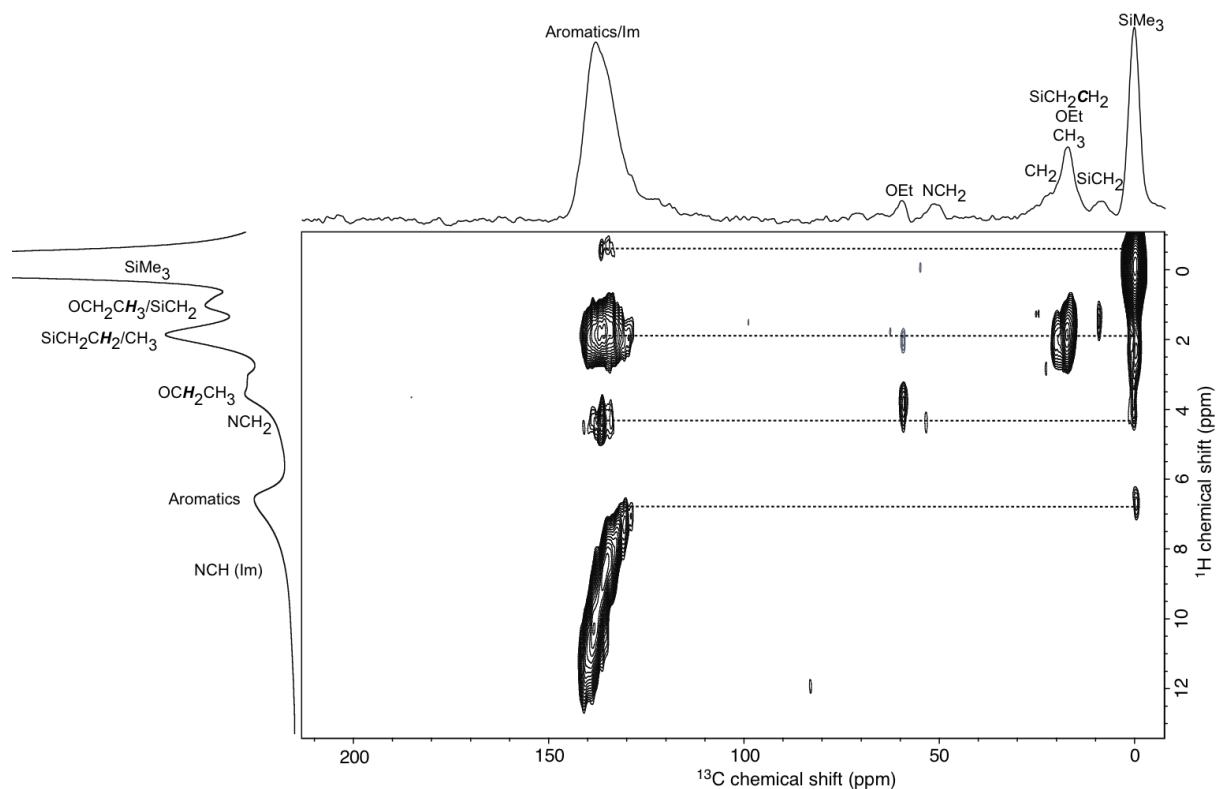 SiMe3
Aromatics/Im
SiCH2CH2
OEt
CH3
CH2
SiCH2
OEt
NCH2
SiMe3
OCH2CH3/SiCH2
SiCH2CH2/CH3
OCH2CH3
NCH2
Aromatics
NCH (Im)
0
2
4
6
8
10
12
1H chemical shift (ppm)
200
150
100
50
0
13C chemical shift (ppm)